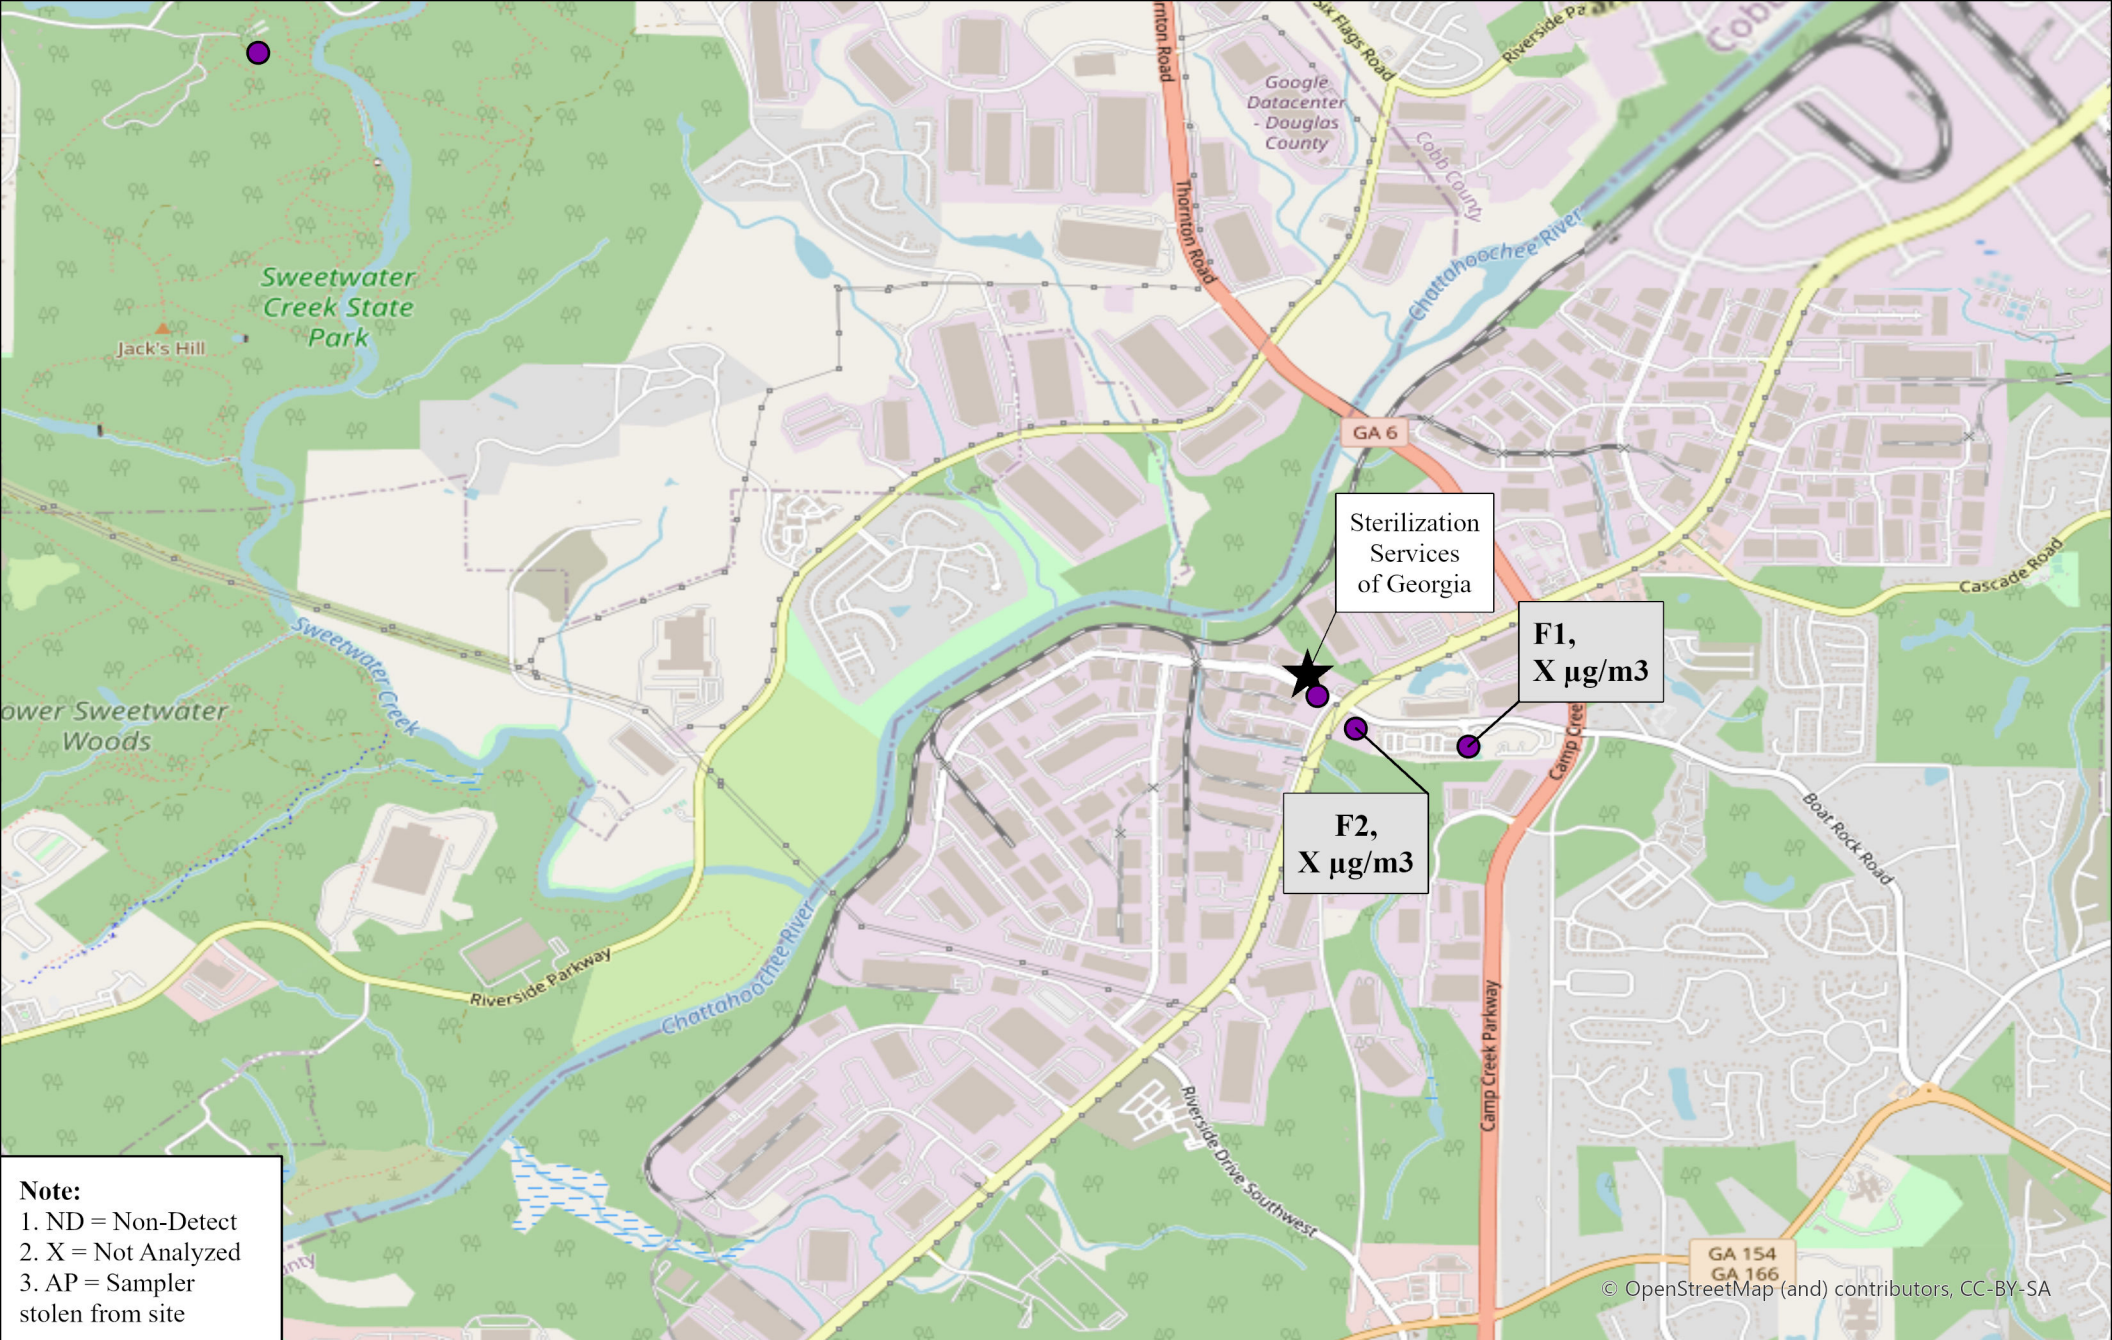 rnton Road
Six Flags Road
Riverside Pa
Cobb
Google
Datacenter
- Douglas
County
Cobb County
Thornton Road
Chattahoochee River
Sweetwater
Creek State
Park
Jack's Hill
GA 6
Sterilization
Services
of Georgia
Cascade Road
F1,
X µg/m3
Sweetwater Creek
ower Sweetwater
Woods
Camp Cree
F2,
X µg/m3
Boat Rock Road
Chattahoochee River
Riverside Parkway
Camp Creek Parkway
Riverside Drive Southwest
Note:
1. ND = Non-Detect
2. X = Not Analyzed
3. AP = Sampler
stolen from site
unty
GA 154
GA 166
© OpenStreetMap (and) contributors, CC-BY-SA